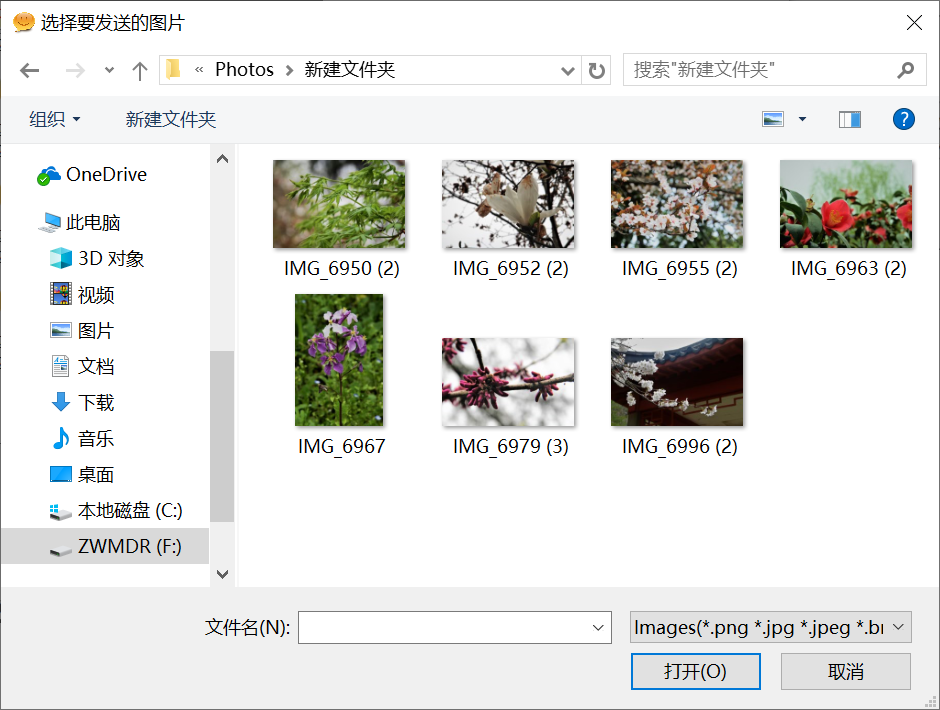 选择要发送的图片
« Photos › 新建文件夹
搜索"新建文件夹"
组织
新建文件夹
?
OneDrive
此电脑
3D 对象
视频
图片
文档
下载
音乐
桌面
本地磁盘 (C:)
ZWMDR (F:)
IMG_6950 (2)
IMG_6952 (2)
IMG_6955 (2)
IMG_6963 (2)
IMG_6967
IMG_6979 (3)
IMG_6996 (2)
文件名(N):
Images(*.png *.jpg *.jpeg *.
打开(O)
取消